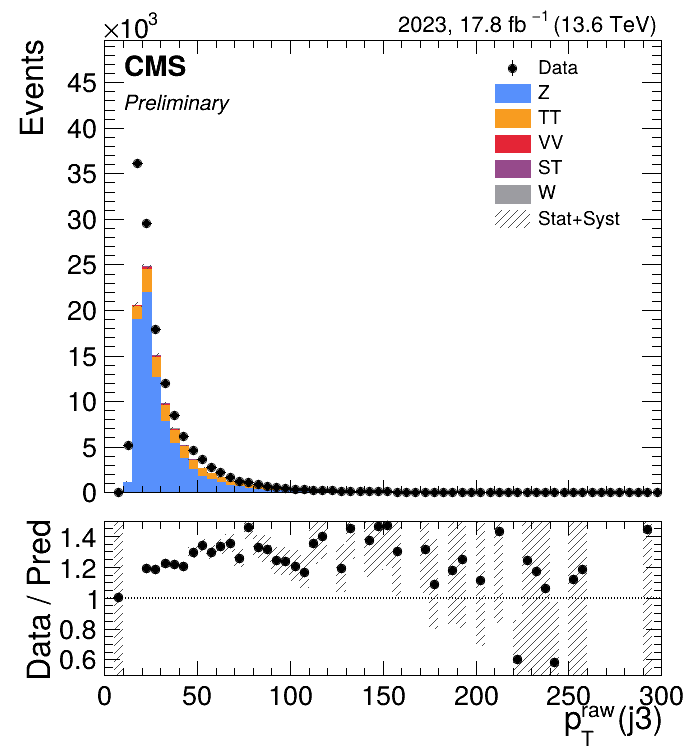 ×10³
2023, 17.8 fb⁻¹ (13.6 TeV)
CMS
Preliminary
Events
Data
Z
TT
VV
ST
W
Stat+Syst
45
40
35
30
25
20
15
10
5
0
Data / Pred
1.4
1.2
1
0.8
0.6
0 50 100 150 200 250 300
p_T^raw (j3)